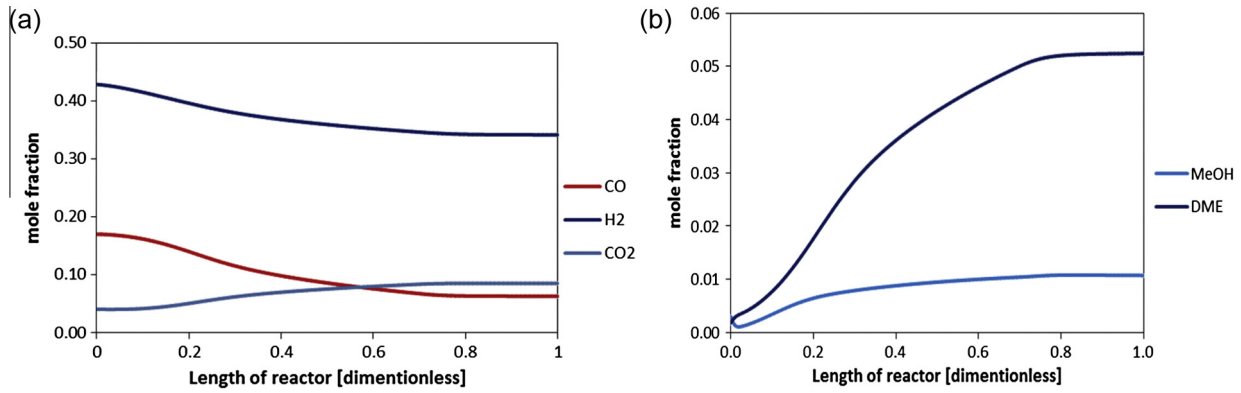 (a)
0.50
0.40
0.30
0.20
0.10
0.00
mole fraction
0 0.2 0.4 0.6 0.8 1
Length of reactor [dimentionless]
CO
H2
CO2
(b)
0.06
0.05
0.04
0.03
0.02
0.01
0.00
mole fraction
0.0 0.2 0.4 0.6 0.8 1.0
Length of reactor [dimentionless]
MeOH
DME